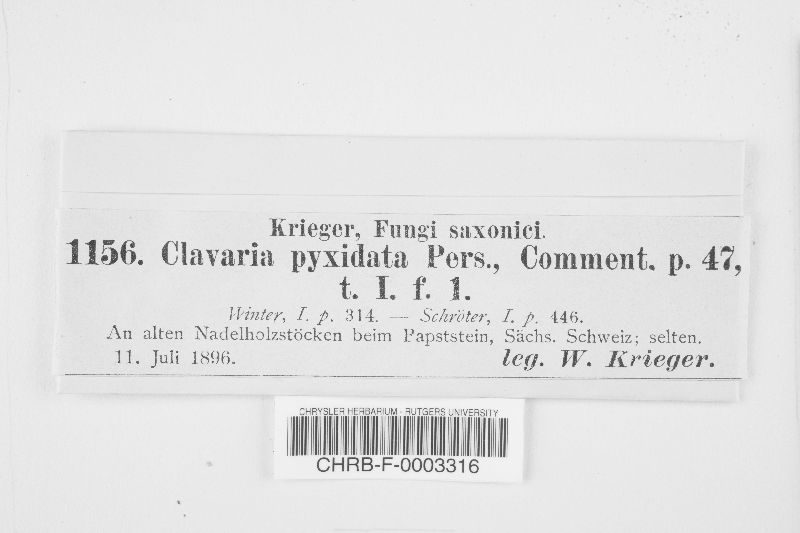 Krieger, Fungi saxonici.
1156. Clavaria pyxidata Pers., Comment. p. 47,
t. I. f. 1.
Winter, I. p. 314. — Schröter, I. p. 446.
An alten Nadelholzstöcken beim Papststein, Sächs. Schweiz; selten.
11. Juli 1896. leg. W. Krieger.
CHRYSLER HERBARIUM - RUTGERS UNIVERSITY
CHRB-F-0003316